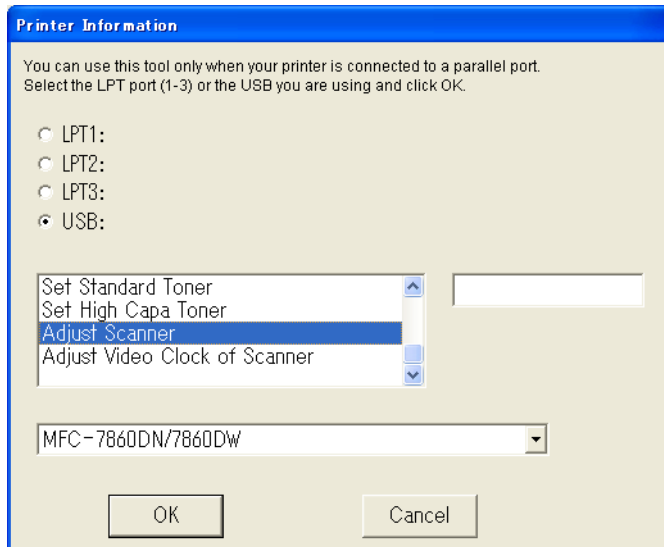 Printer Information
You can use this tool only when your printer is connected to a parallel port.
Select the LPT port (1-3) or the USB you are using and click OK.
LPT1:
LPT2:
LPT3:
USB:
Set Standard Toner
Set High Capa Toner
Adjust Scanner
Adjust Video Clock of Scanner
MFC-7860DN/7860DW
OK
Cancel